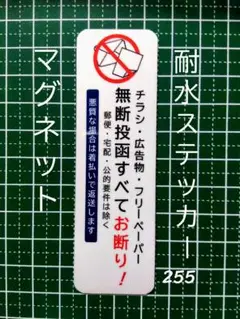 耐水ステッカー
255
チラシ・広告物・フリーペーパー
無断投函すべてお断り！
郵便・宅配・公的要件は除く
悪質な場合は着払いで返送します
マグネット